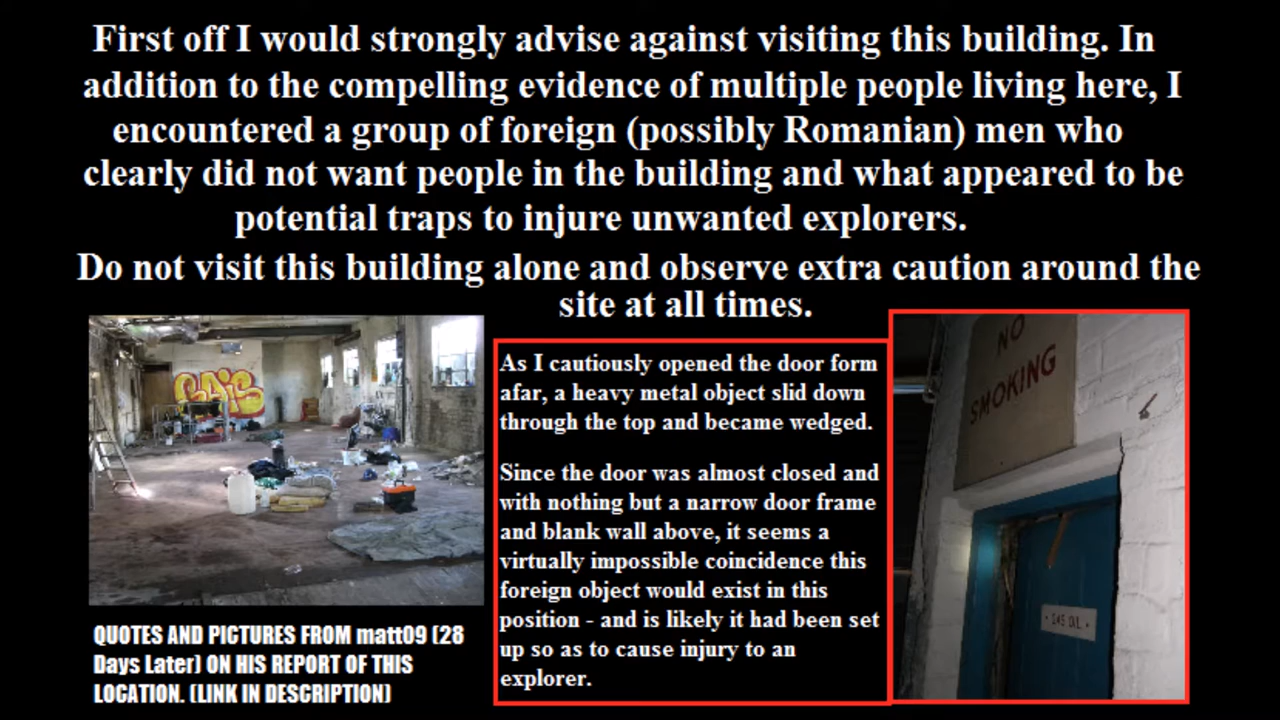 First off I would strongly advise against visiting this building. In
addition to the compelling evidence of multiple people living here, I
encountered a group of foreign (possibly Romanian) men who
clearly did not want people in the building and what appeared to be
potential traps to injure unwanted explorers.
Do not visit this building alone and observe extra caution around the
site at all times.
As I cautiously opened the door form
afar, a heavy metal object slid down
through the top and became wedged.
Since the door was almost closed and
with nothing but a narrow door frame
and blank wall above, it seems a
virtually impossible coincidence this
foreign object would exist in this
position - and is likely it had been set
up so as to cause injury to an
explorer.
NO
SMOKING
GAS OIL
QUOTES AND PICTURES FROM matt09 (28
Days Later) ON HIS REPORT OF THIS
LOCATION. (LINK IN DESCRIPTION)